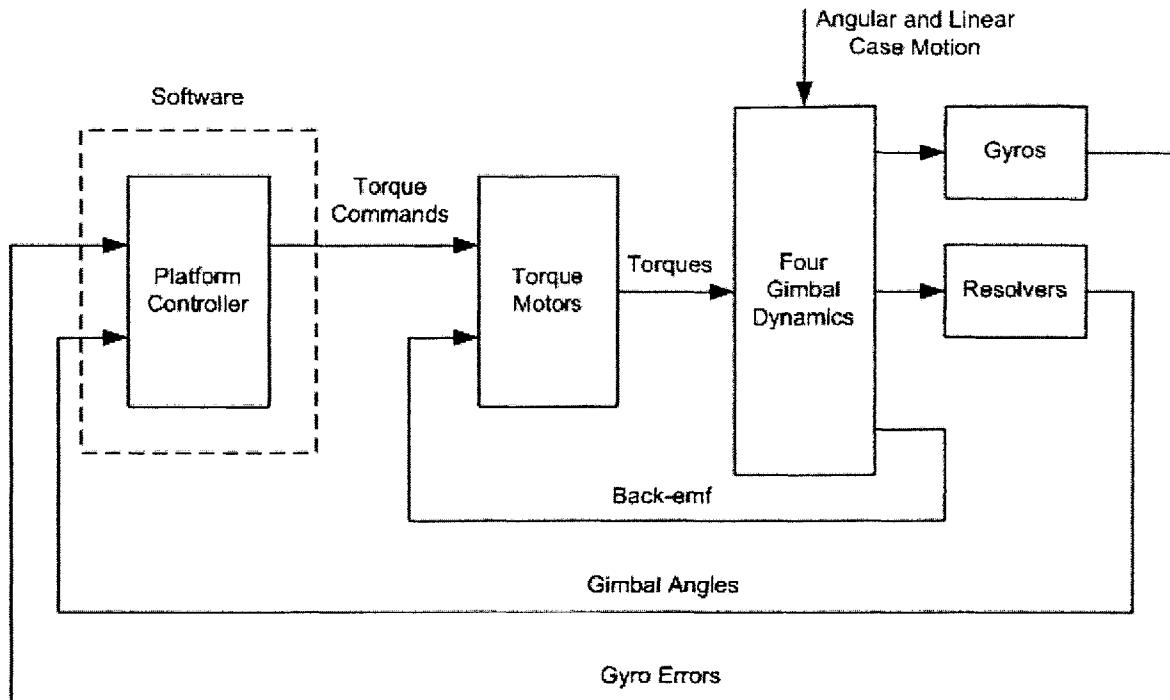 Angular and Linear
Case Motion
Software
Gyros
Torque
Commands
Platform
Controller
Torque
Motors
Torques
Four
Gimbal
Dynamics
Resolvers
Back-emf
Gimbal Angles
Gyro Errors